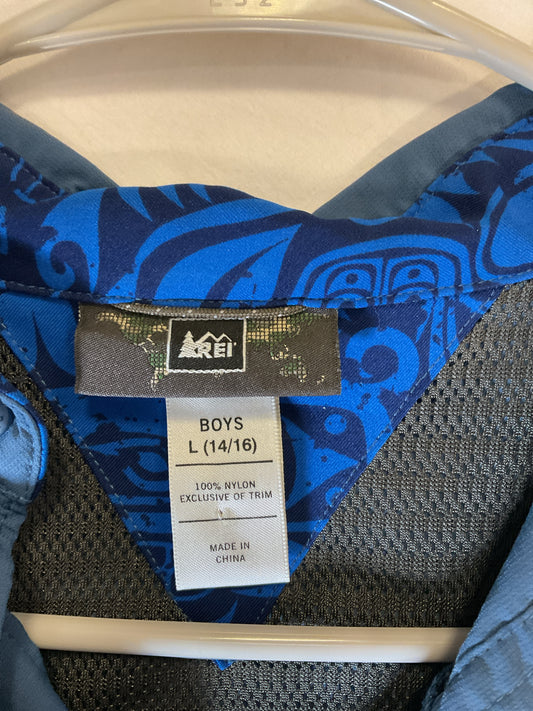 REI
BOYS
L (14/16)
100% NYLON
EXCLUSIVE OF TRIM
MADE IN
CHINA